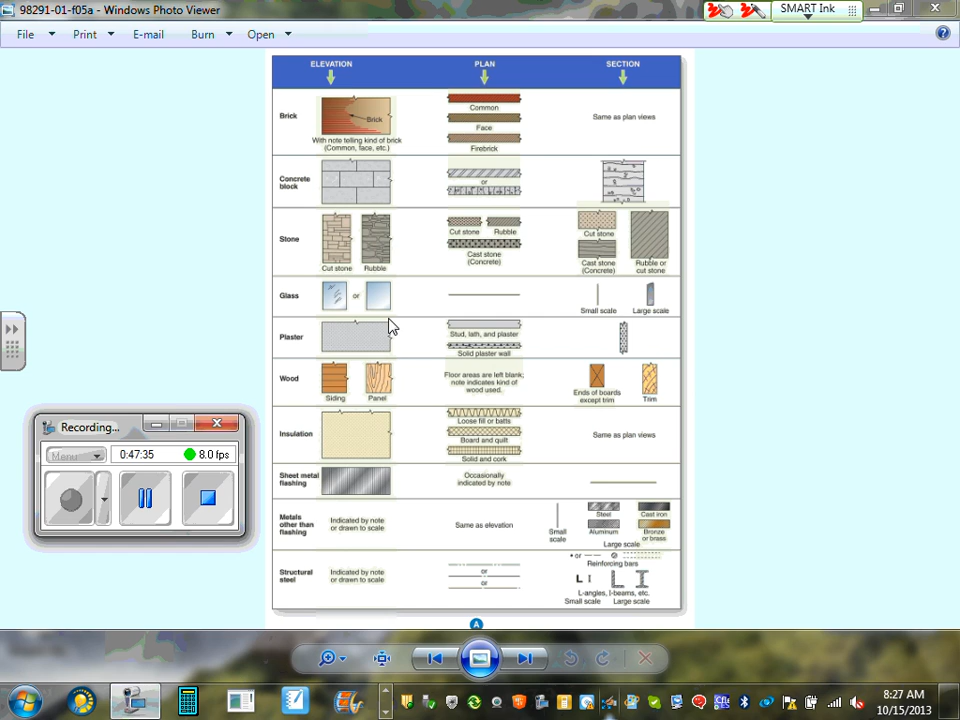 98291-01-f05a - Windows Photo Viewer
SMART Ink
File Print E-mail Burn Open
ELEVATION PLAN SECTION
Brick
Brick
With note telling kind of brick
(Common, face, etc.)
Common
Face
Firebrick
Same as plan views
Concrete
block
or
Stone
Cut stone Rubble
Cut stone Rubble
Cast stone
(Concrete)
Cut stone
Cast stone
(Concrete)
Rubble or
cut stone
Glass
or
Small scale Large scale
Plaster
Stud, lath, and plaster
Solid plaster wall
Wood
Siding Panel
Floor areas are left blank;
note indicates kind of
wood used.
Ends of boards
except trim
Trim
Insulation
Loose fill or batts
Board and quilt
Solid and cork
Same as plan views
Sheet metal
flashing
Occasionally
indicated by note
Metals
other than
flashing
Indicated by note
or drawn to scale
Same as elevation
Small
scale
Steel
Cast iron
Aluminum
Bronze
or brass
Large scale
Structural
steel
Indicated by note
or drawn to scale
or
or
or
Reinforcing bars
L-angles, I-beams, etc.
Small scale Large scale
A
Recording...
Menu
0:47:35
8.0 fps
8:27 AM
10/15/2013